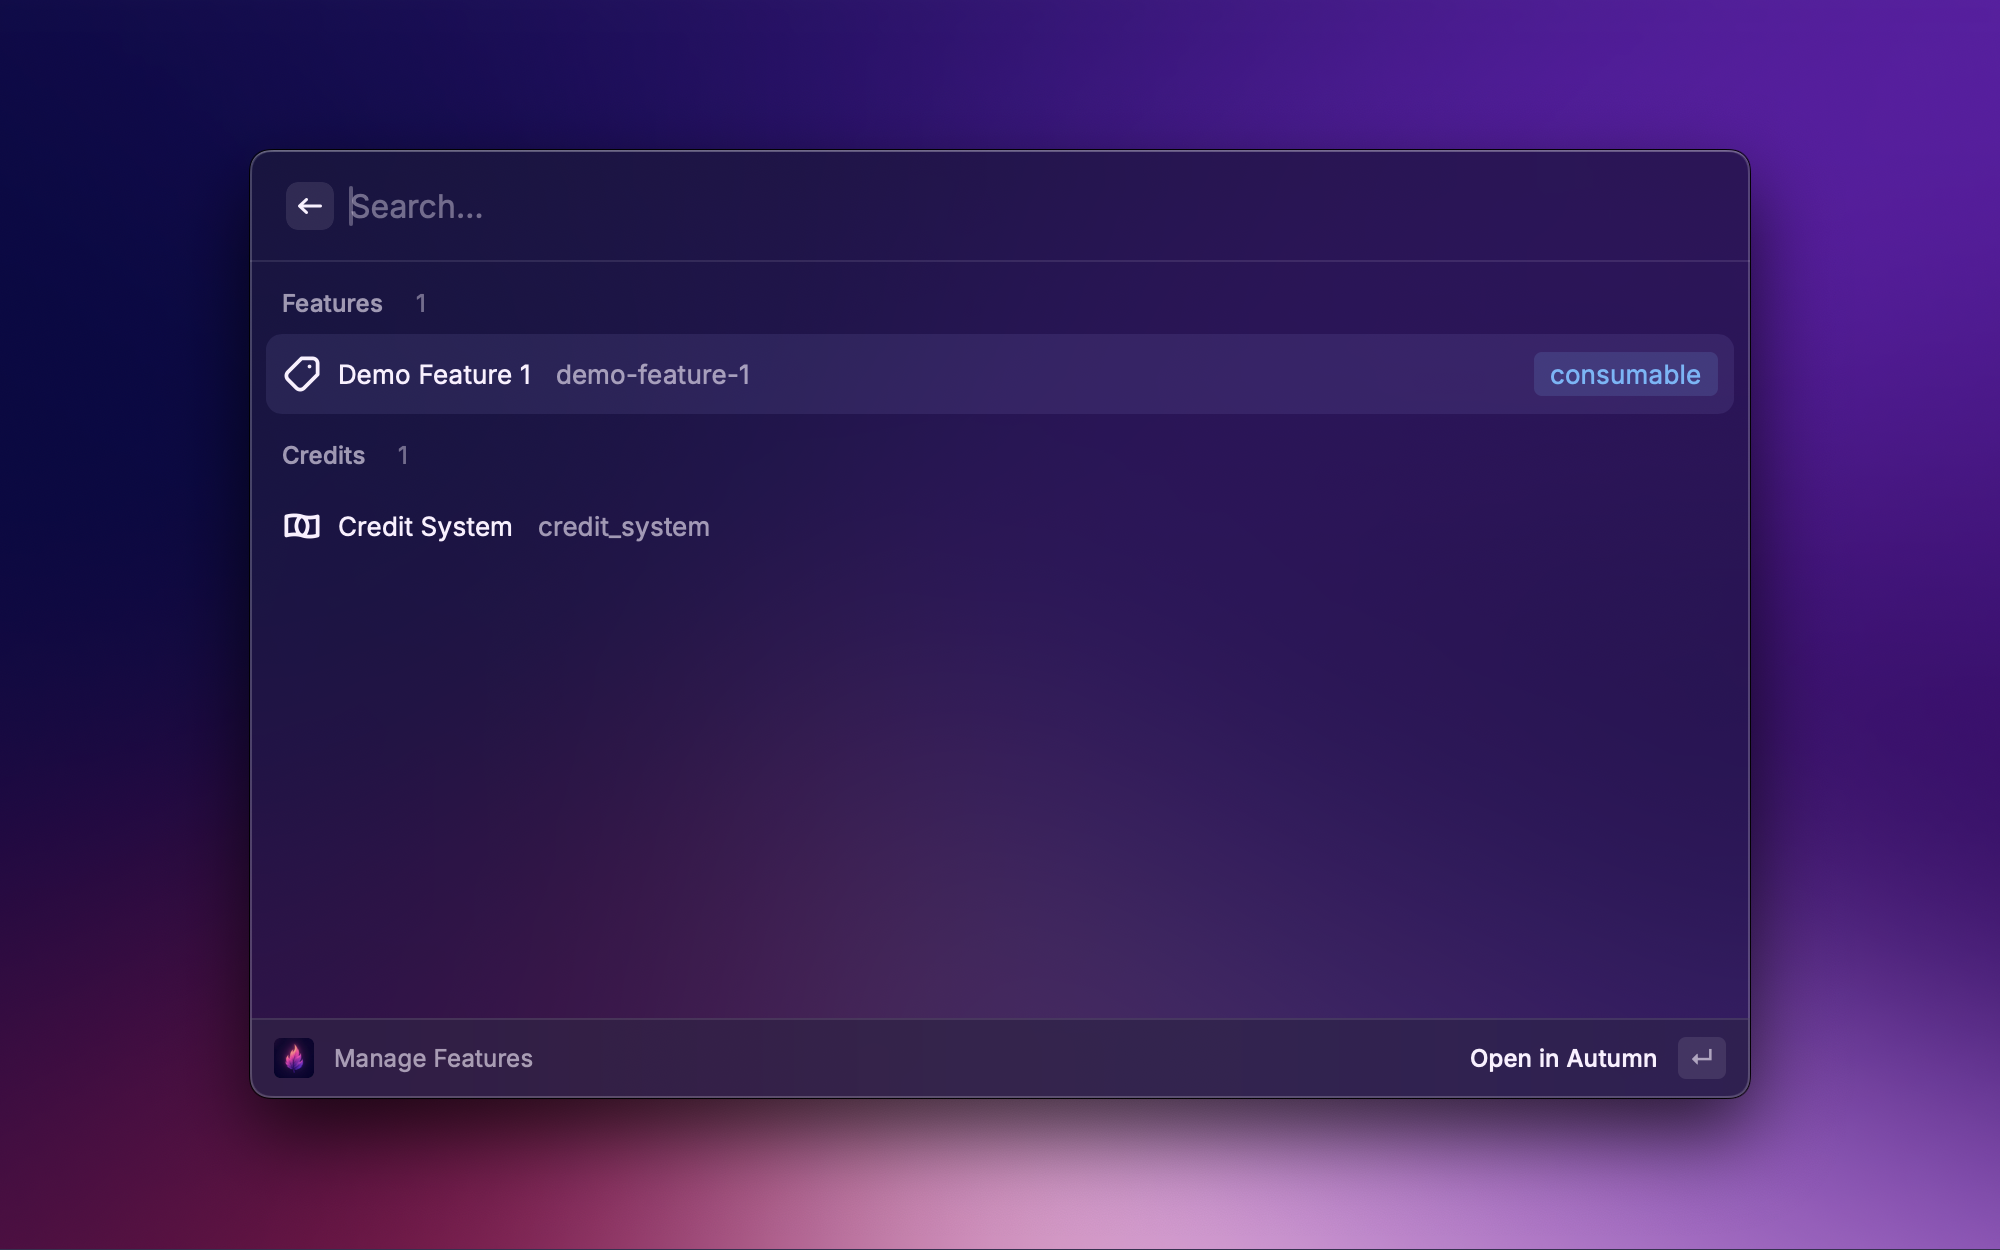 Search...
Features 1
Demo Feature 1 demo-feature-1 consumable
Credits 1
Credit System credit_system
Manage Features Open in Autumn